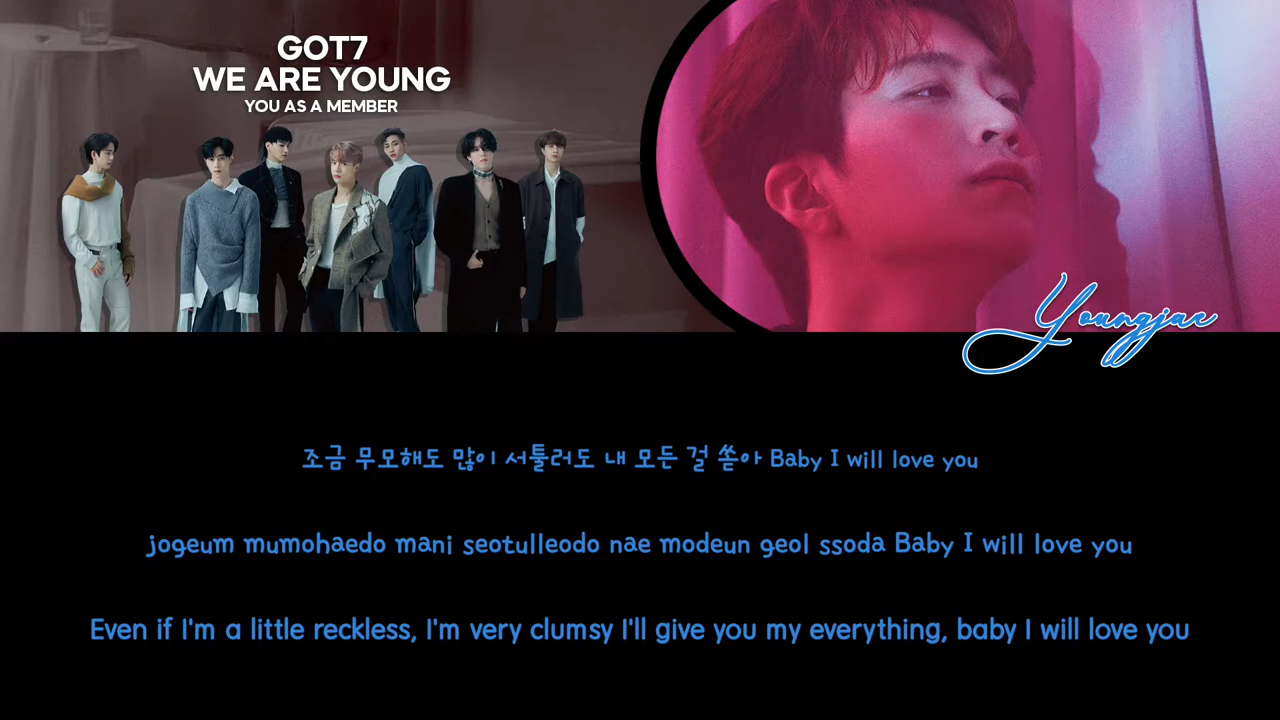 GOT7
WE ARE YOUNG
YOU AS A MEMBER
Youngjae
조금 무모해도 많이 서툴러도 내 모든 걸 쏟아 Baby I will love you
jogeum mumohaedo mani seotulleodo nae modeun geol ssoda Baby I will love you
Even if I'm a little reckless, I'm very clumsy I'll give you my everything, baby I will love you